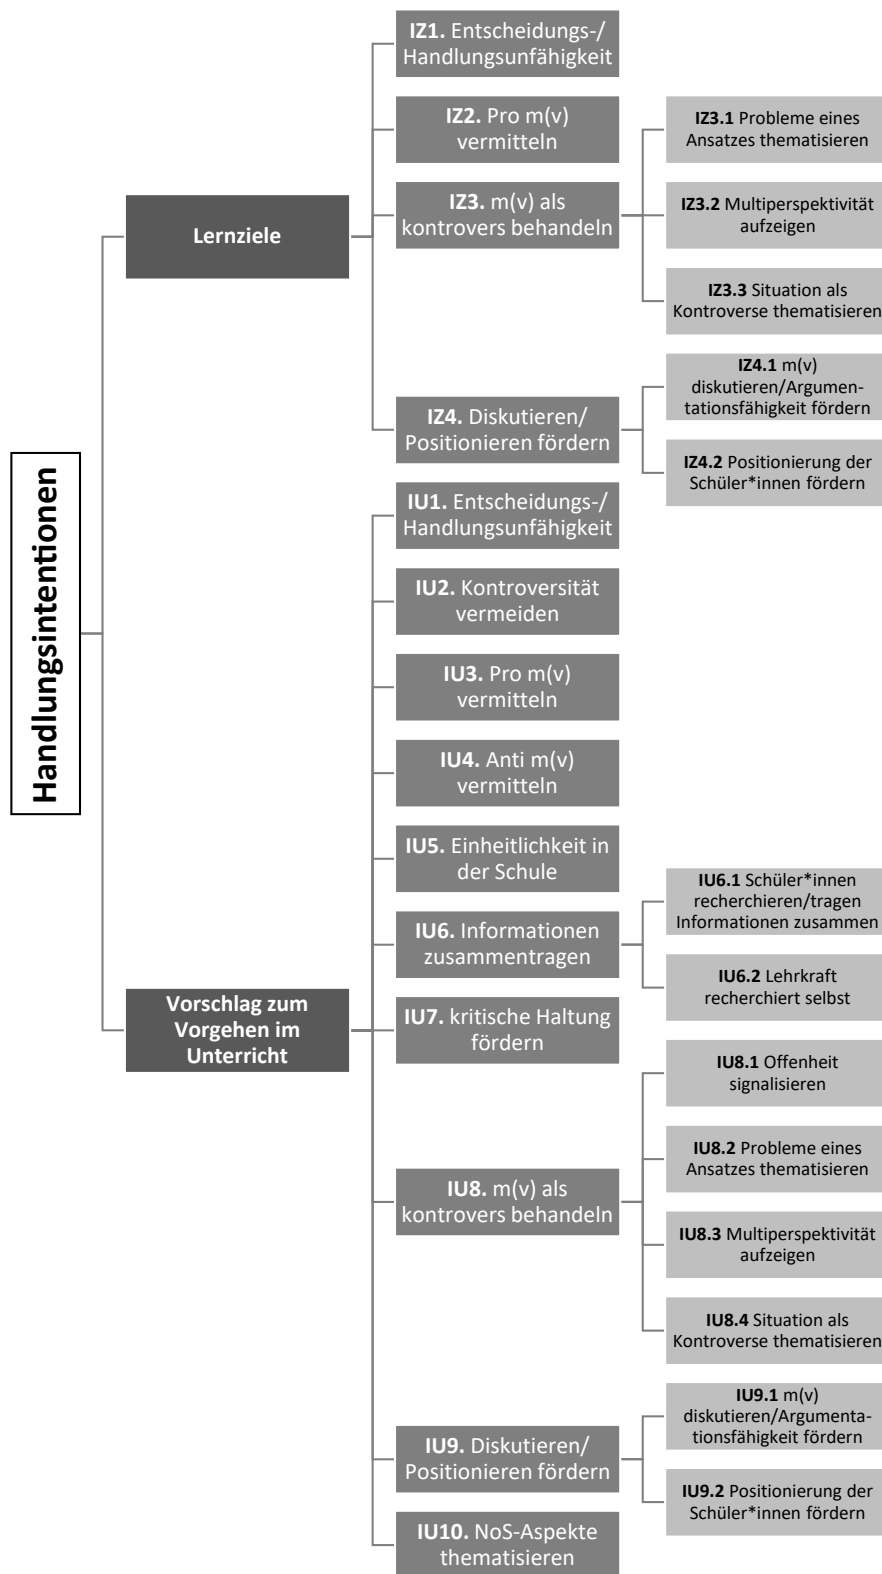 Handlungsintentionen
Lernziele
IZ1. Entscheidungs-/
Handlungsunfähigkeit
IZ2. Pro m(v)
vermitteln
IZ3. m(v) als
kontrovers behandeln
IZ3.1 Probleme eines
Ansatzes thematisieren
IZ3.2 Multiperspektivität
aufzeigen
IZ3.3 Situation als
Kontroverse thematisieren
IZ4. Diskutieren/
Positionieren fördern
IZ4.1 m(v)
diskutieren/Argumen-
tationsfähigkeit fördern
IZ4.2 Positionierung der
Schüler*innen fördern
Vorschlag zum
Vorgehen im
Unterricht
IU1. Entscheidungs-/
Handlungsunfähigkeit
IU2. Kontroversität
vermeiden
IU3. Pro m(v)
vermitteln
IU4. Anti m(v)
vermitteln
IU5. Einheitlichkeit in
der Schule
IU6. Informationen
zusammentragen
IU6.1 Schüler*innen
recherchieren/tragen
Informationen zusammen
IU6.2 Lehrkraft
recherchiert selbst
IU7. kritische Haltung
fördern
IU8. m(v) als
kontrovers behandeln
IU8.1 Offenheit
signalisieren
IU8.2 Probleme eines
Ansatzes thematisieren
IU8.3 Multiperspektivität
aufzeigen
IU8.4 Situation als
Kontroverse thematisieren
IU9. Diskutieren/
Positionieren fördern
IU9.1 m(v)
diskutieren/Argumenta-
tionsfähigkeit fördern
IU9.2 Positionierung der
Schüler*innen fördern
IU10. NoS-Aspekte
thematisieren